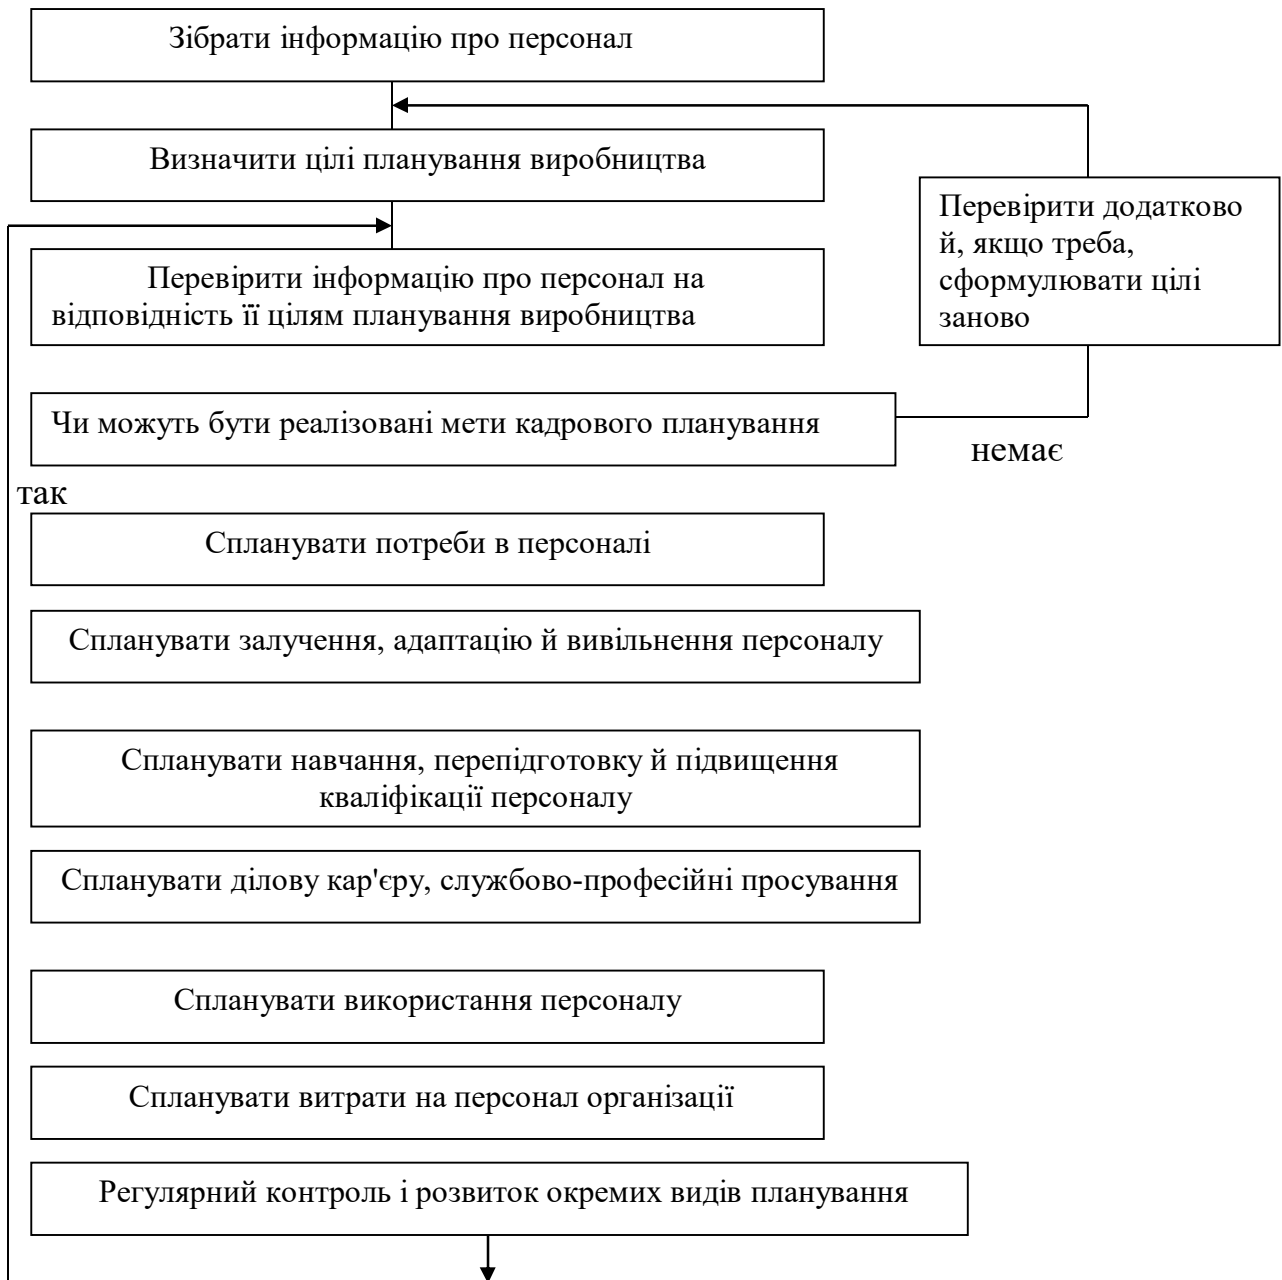 Зібрати інформацію про персонал
Визначити цілі планування виробництва
Перевірити додатково
й, якщо треба,
сформулювати цілі
заново
Перевірити інформацію про персонал на
відповідність її цілям планування виробництва
Чи можуть бути реалізовані мети кадрового планування
немає
так
Спланувати потреби в персоналі
Спланувати залучення, адаптацію й вивільнення персоналу
Спланувати навчання, перепідготовку й підвищення
кваліфікації персоналу
Спланувати ділову кар'єру, службово-професійні просування
Спланувати використання персоналу
Спланувати витрати на персонал організації
Регулярний контроль і розвиток окремих видів планування